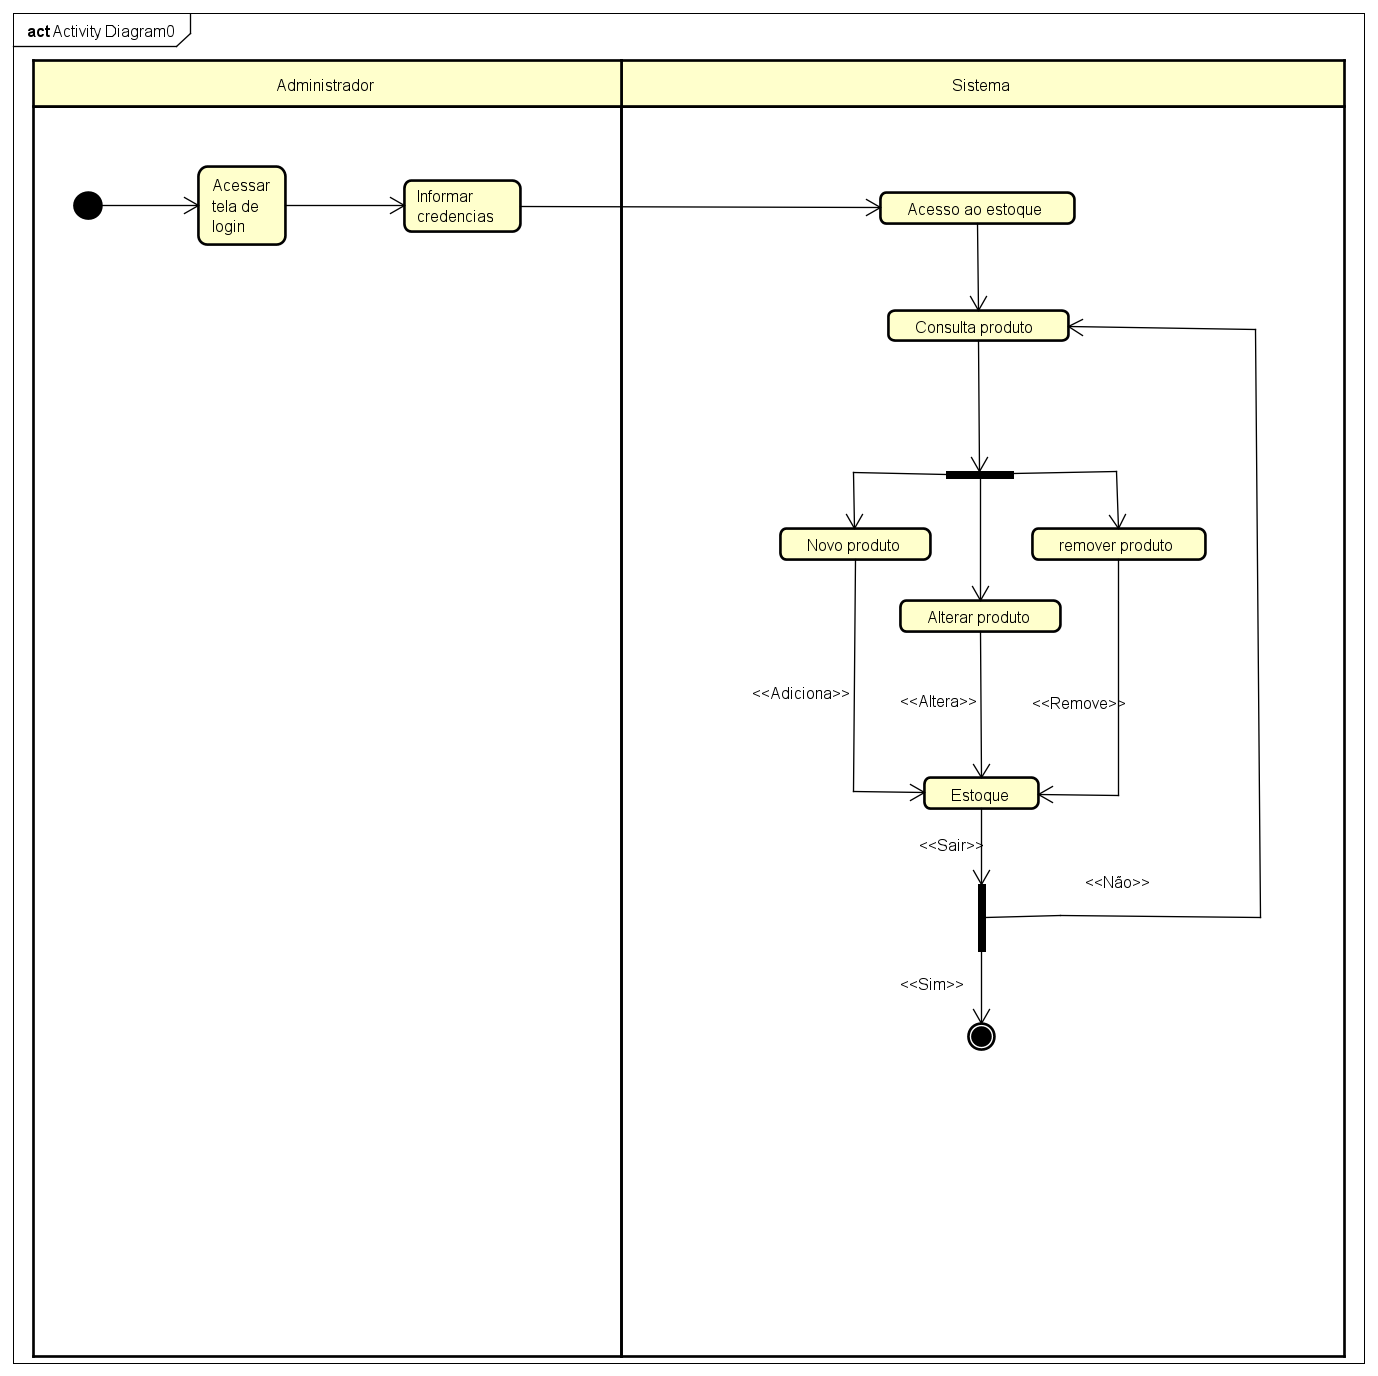 act Activity Diagram0
Administrador
Sistema
Acessar
tela de
login
Informar
credencias
Acesso ao estoque
Consulta produto
Novo produto
remover produto
Alterar produto
<<Adiciona>>
<<Altera>>
<<Remove>>
Estoque
<<Sair>>
<<Não>>
<<Sim>>